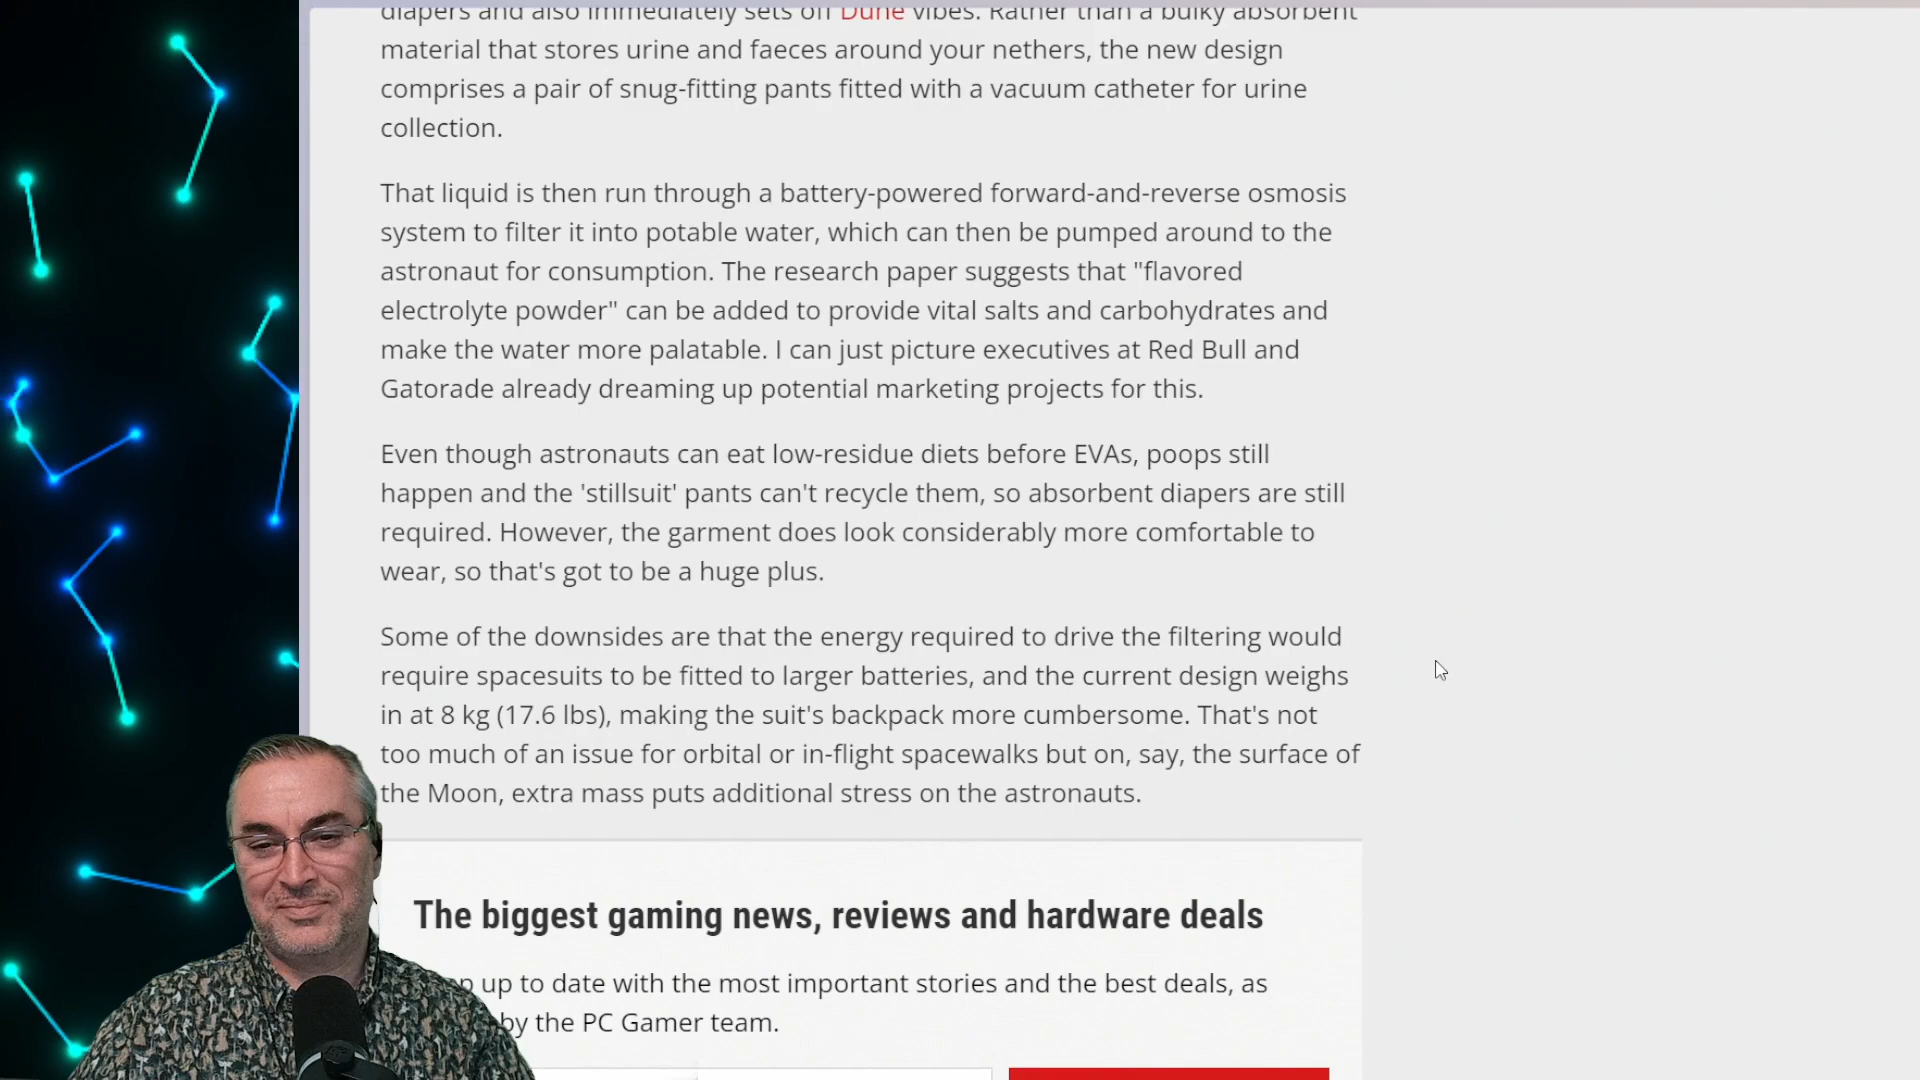 diapers and also immediately sets off Dune vibes. Rather than a bulky absorbent
material that stores urine and faeces around your nethers, the new design
comprises a pair of snug-fitting pants fitted with a vacuum catheter for urine
collection.
That liquid is then run through a battery-powered forward-and-reverse osmosis
system to filter it into potable water, which can then be pumped around to the
astronaut for consumption. The research paper suggests that "flavored
electrolyte powder" can be added to provide vital salts and carbohydrates and
make the water more palatable. I can just picture executives at Red Bull and
Gatorade already dreaming up potential marketing projects for this.
Even though astronauts can eat low-residue diets before EVAs, poops still
happen and the 'stillsuit' pants can't recycle them, so absorbent diapers are still
required. However, the garment does look considerably more comfortable to
wear, so that's got to be a huge plus.
Some of the downsides are that the energy required to drive the filtering would
require spacesuits to be fitted to larger batteries, and the current design weighs
in at 8 kg (17.6 lbs), making the suit's backpack more cumbersome. That's not
too much of an issue for orbital or in-flight spacewalks but on, say, the surface of
the Moon, extra mass puts additional stress on the astronauts.
The biggest gaming news, reviews and hardware deals
up to date with the most important stories and the best deals, as
by the PC Gamer team.